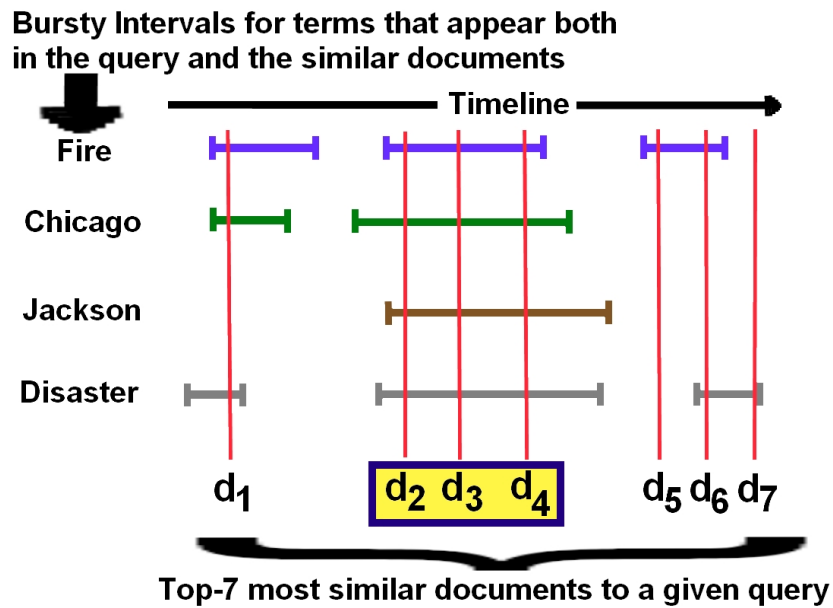 Bursty Intervals for terms that appear both
in the query and the similar documents
Timeline
Fire
Chicago
Jackson
Disaster
d1 d2 d3 d4 d5 d6 d7
Top-7 most similar documents to a given query